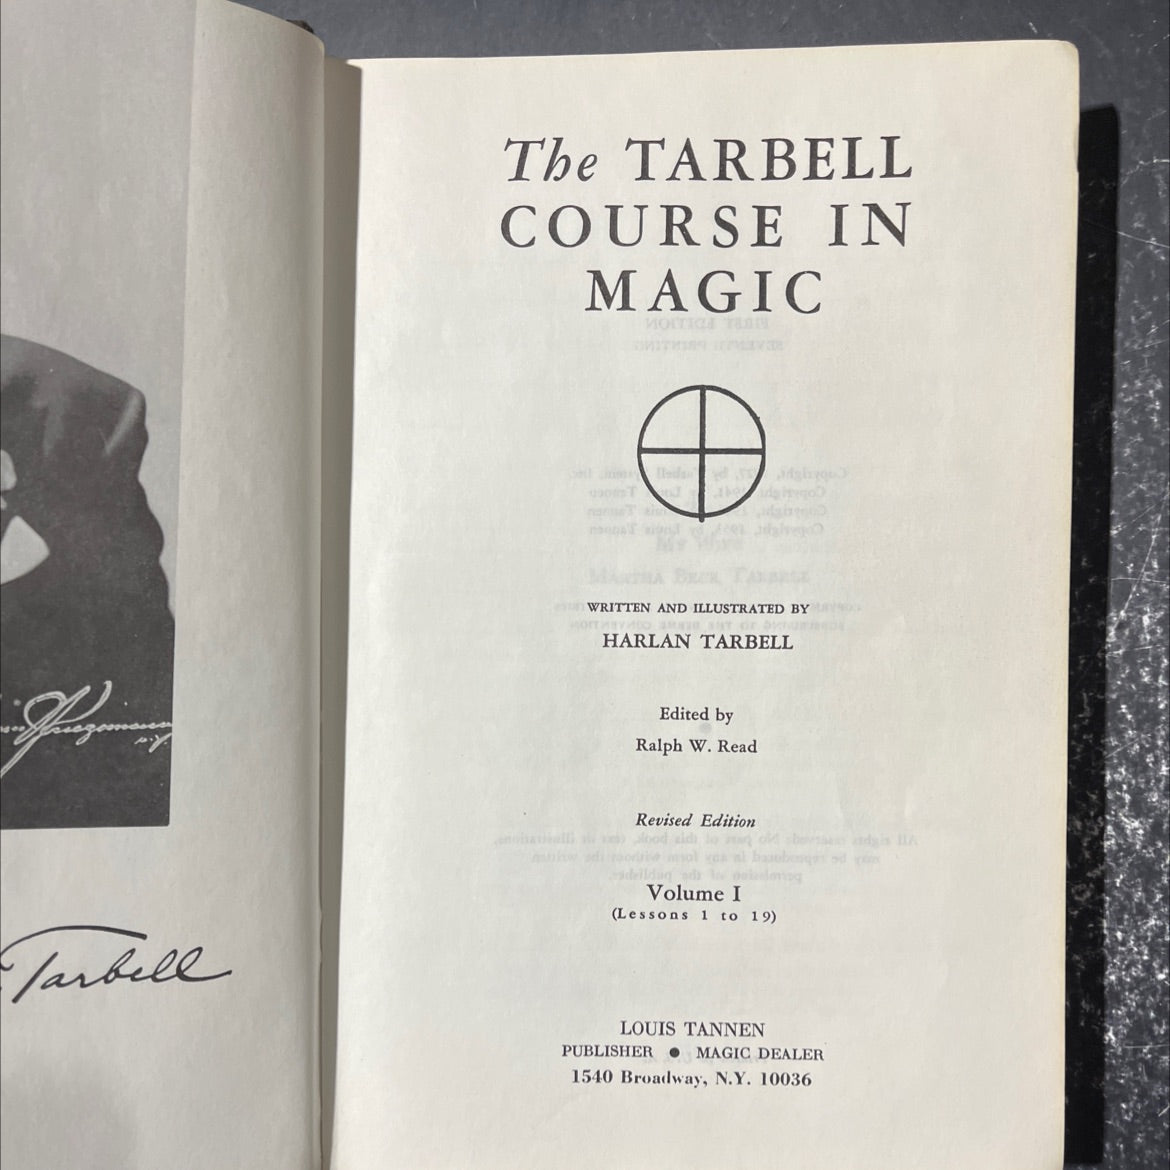 The TARBELL
COURSE IN
MAGIC
WRITTEN AND ILLUSTRATED BY
HARLAN TARBELL
Edited by
Ralph W. Read
Revised Edition
Volume I
(Lessons 1 to 19)
LOUIS TANNEN
PUBLISHER ● MAGIC DEALER
1540 Broadway, N.Y. 10036
Tarbell